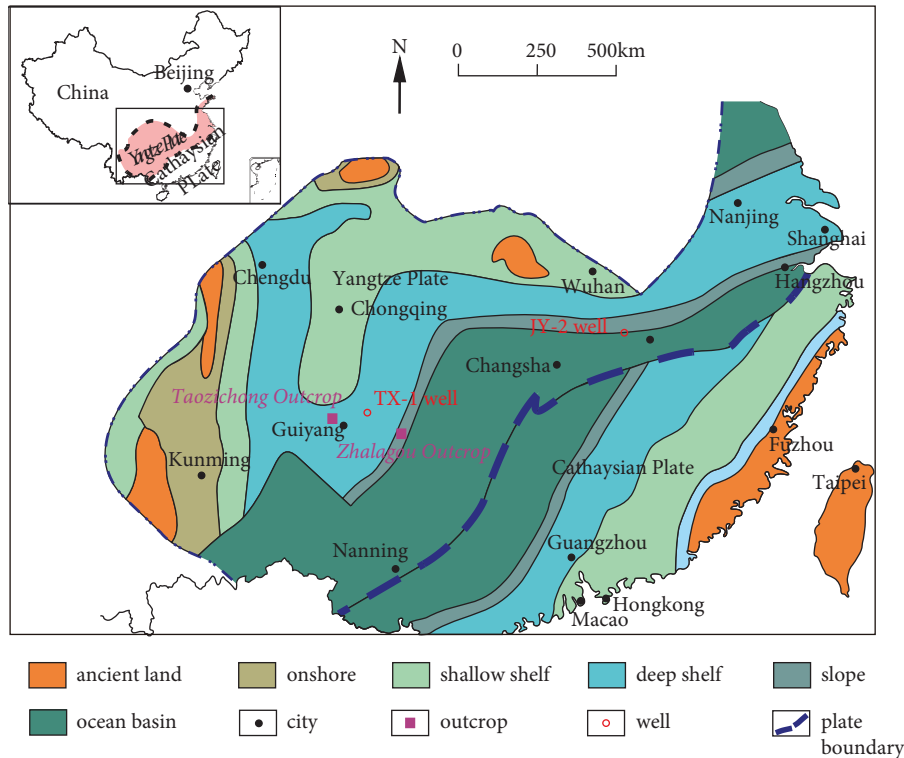 Beijing
China
Yangtze Plate
Cathaysian
PLate
N
0 250 500km
Nanjing
Shanghai
Hangzhou
Chengdu
Yangtze Plate
Wuhan
Chongqing
JY-2 well
Changsha
Taozichong Outcrop
TX-1 well
Guiyang
Zhalagou Outcrop
Fuzhou
Kunming
Cathaysian Plate
Taipei
Nanning
Guangzhou
Hongkong
Macao
ancient land
onshore
shallow shelf
deep shelf
slope
ocean basin
city
outcrop
well
plate
boundary